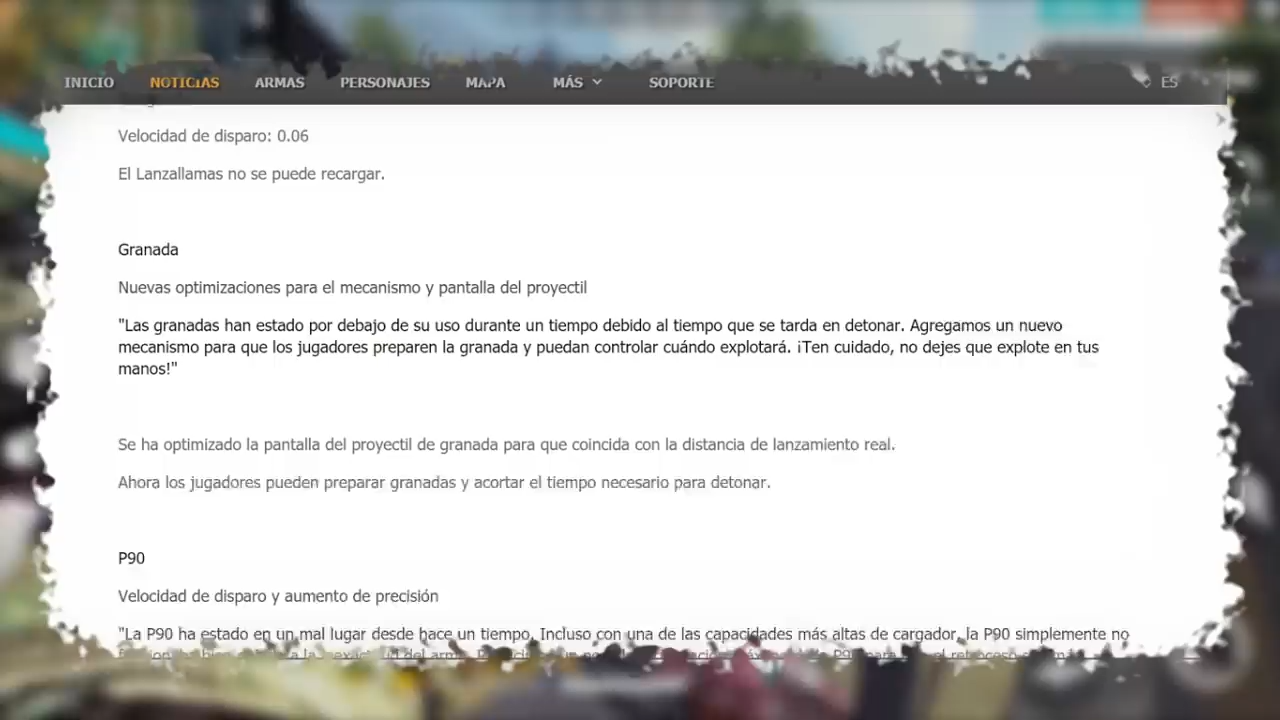 INICIO NOTICIAS ARMAS PERSONAJES MAPA MÁS SOPORTE ES
Velocidad de disparo: 0.06
El Lanzallamas no se puede recargar.
Granada
Nuevas optimizaciones para el mecanismo y pantalla del proyectil
"Las granadas han estado por debajo de su uso durante un tiempo debido al tiempo que se tarda en detonar. Agregamos un nuevo
mecanismo para que los jugadores preparen la granada y puedan controlar cuándo explotará. ¡Ten cuidado, no dejes que explote en tus
manos!"
Se ha optimizado la pantalla del proyectil de granada para que coincida con la distancia de lanzamiento real.
Ahora los jugadores pueden preparar granadas y acortar el tiempo necesario para detonar.
P90
Velocidad de disparo y aumento de precisión
"La P90 ha estado en un mal lugar desde hace un tiempo. Incluso con una de las capacidades más altas de cargador, la P90 simplemente no